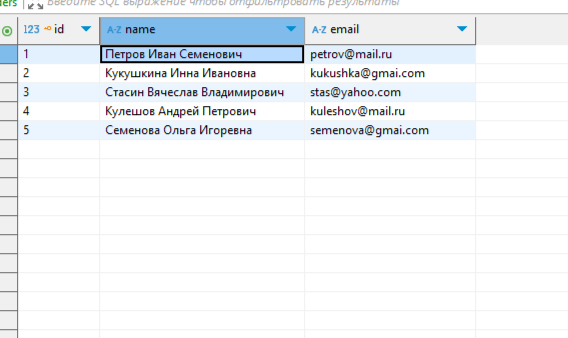 ders Введите SQL выражение чтобы отфильтровать результаты
123 id A-Z name A-Z email
1 Петров Иван Семенович petrov@mail.ru
2 Кукушкина Инна Ивановна kukushka@gmai.com
3 Стасин Вячеслав Владимирович stas@yahoo.com
4 Кулешов Андрей Петрович kuleshov@mail.ru
5 Семенова Ольга Игоревна semenova@gmai.com